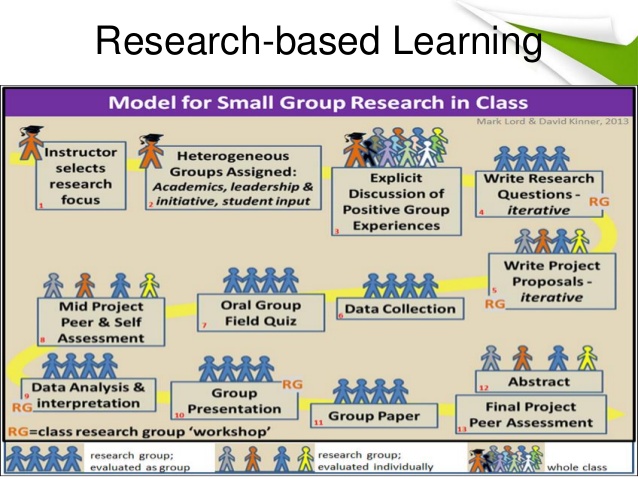 Research-based Learning
Model for Small Group Research in Class
Mark Lord & David Kinner, 2013
Instructor
selects
research
focus
1
Heterogeneous
Groups Assigned:
Academics, leadership &
initiative, student input
2
Explicit
Discussion of
Positive Group
Experiences
3
Write Research
Questions -
iterative
4
RG
Write Project
Proposals -
iterative
5
RG
Data Collection
6
Oral Group
Field Quiz
7
Mid Project
Peer & Self
Assessment
8
Data Analysis &
interpretation
9
RG
Group
Presentation
10
RG
Group Paper
11
Abstract
12
Final Project
Peer Assessment
13
RG=class research group ‘workshop’
research group;
evaluated as group
research group;
evaluated individually
whole class